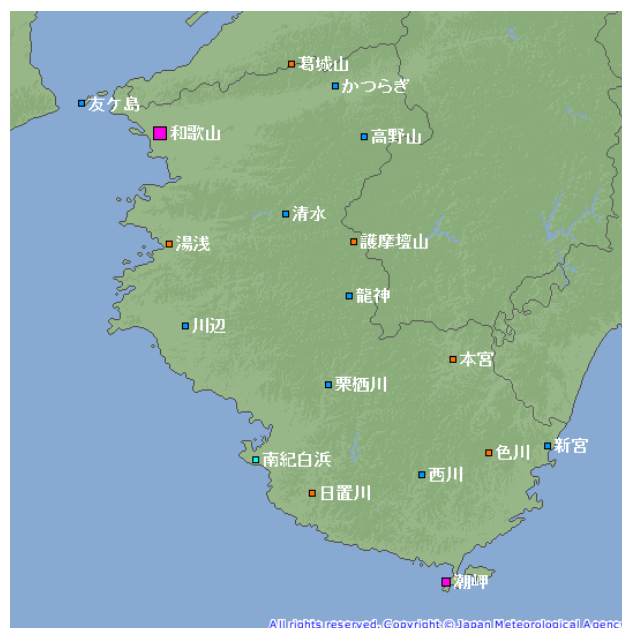 葛城山
かつらぎ
友ケ島
和歌山
高野山
清水
湯浅
護摩壇山
龍神
川辺
本宮
栗栖川
新宮
色川
南紀白浜
西川
日置川
潮岬
All rights reserved. Copyright © Japan Meteorological Agency